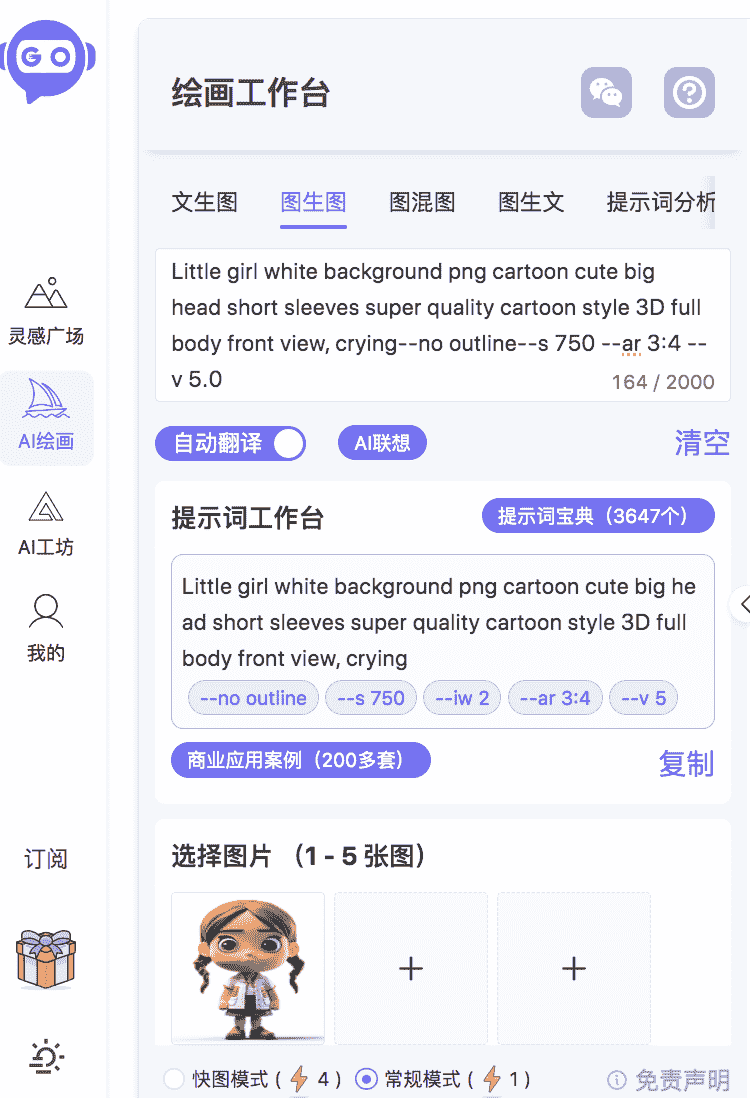 GO
绘画工作台
文生图 图生图 图混图 图生文 提示词分析
Little girl white background png cartoon cute big
head short sleeves super quality cartoon style 3D full
body front view, crying--no outline--s 750 --ar 3:4 --
v 5.0
164 / 2000
自动翻译 AI联想 清空
提示词工作台 提示词宝典（3647个）
Little girl white background png cartoon cute big he
ad short sleeves super quality cartoon style 3D full
body front view, crying
--no outline --s 750 --iw 2 --ar 3:4 --v 5
商业应用案例（200多套） 复制
选择图片 （1 - 5 张图）
+ +
快图模式 ( 4 ) 常规模式 ( 1 ) 免责声明
灵感广场
AI绘画
AI工坊
我的
订阅